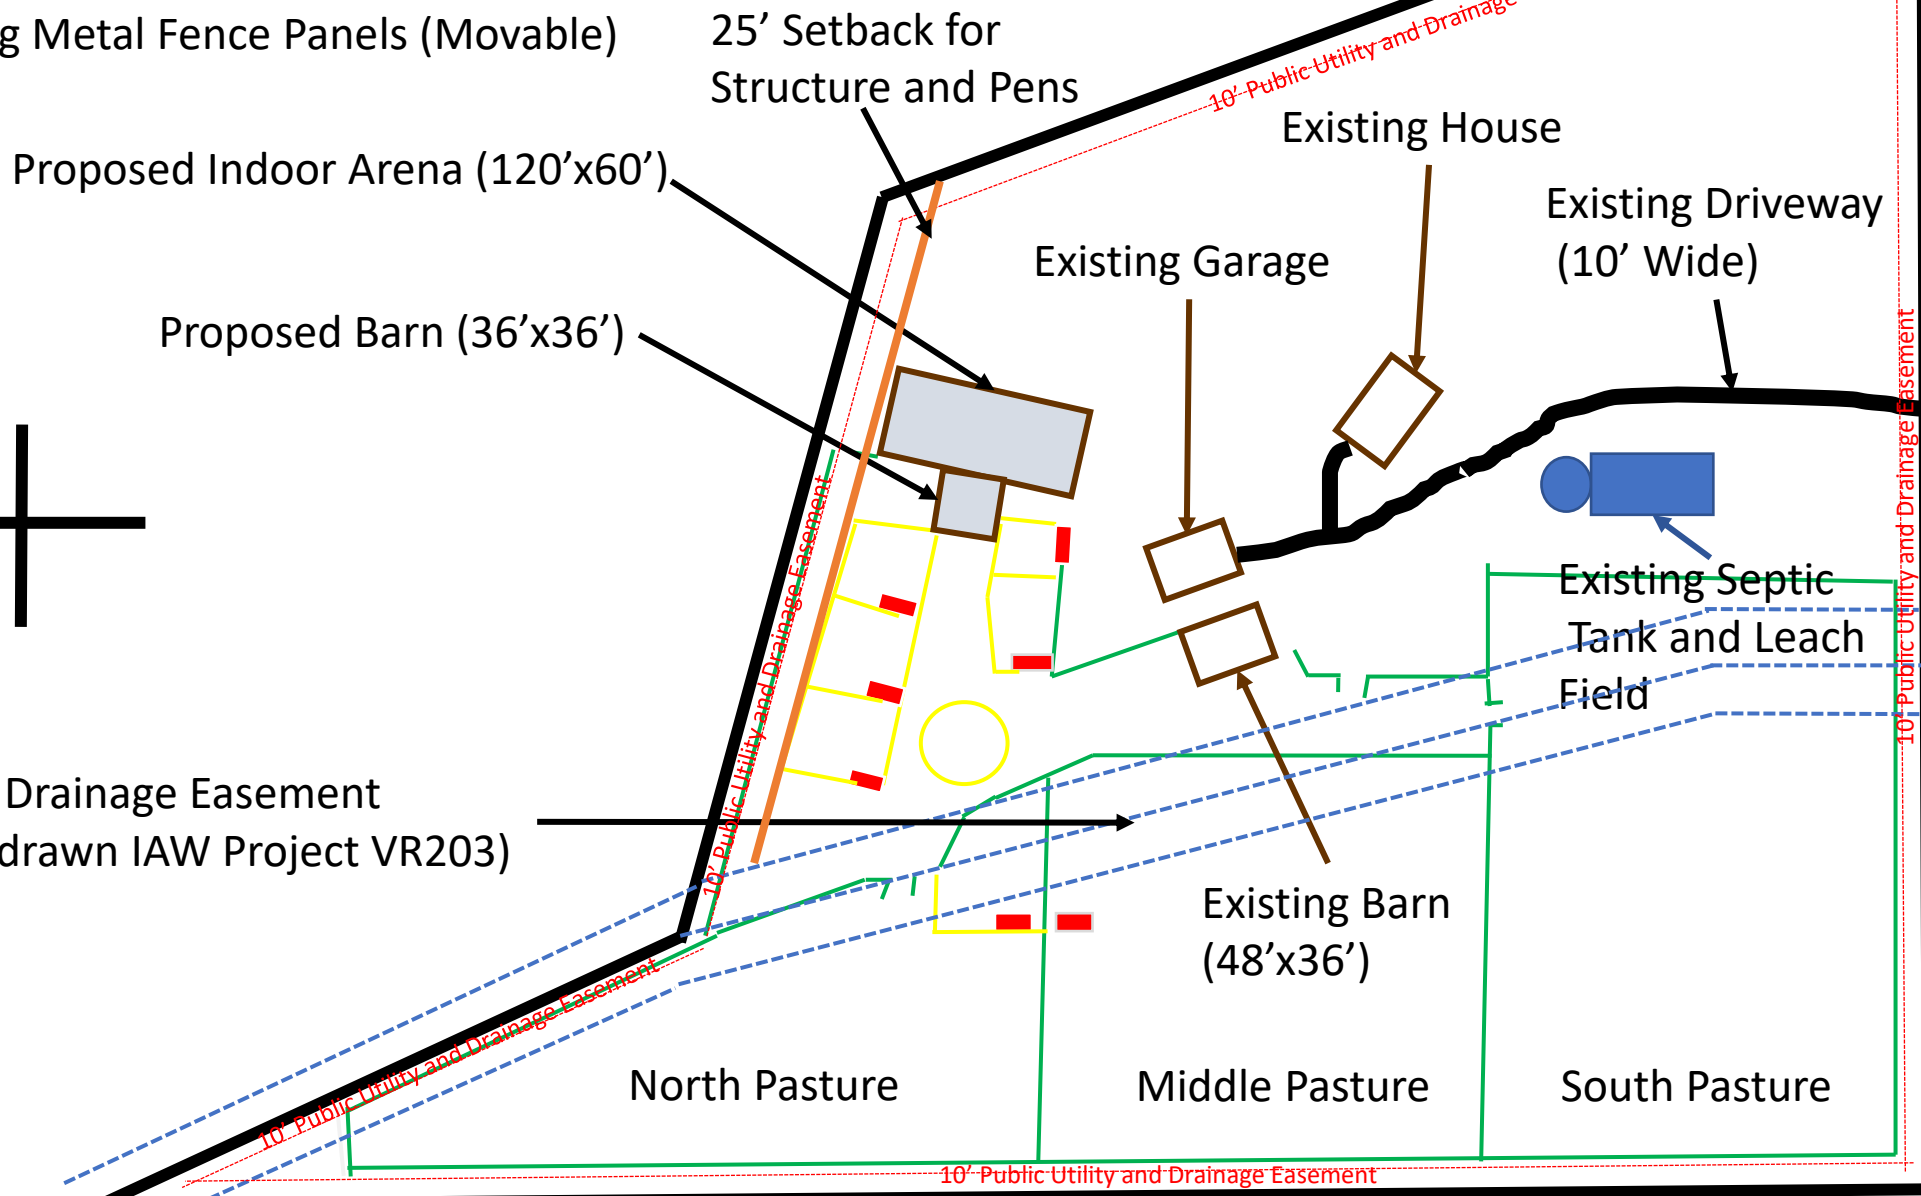 g Metal Fence Panels (Movable)
25’ Setback for
Structure and Pens
10’ Public Utility and Drainage
Existing House
Proposed Indoor Arena (120’x60’)
Existing Driveway
(10’ Wide)
Existing Garage
Proposed Barn (36’x36’)
10’ Public Utility and Drainage Easement
10’ Public Utility and Drainage Easement
Existing Septic
Tank and Leach
Field
Drainage Easement
drawn IAW Project VR203)
Existing Barn
(48’x36’)
10’ Public Utility and Drainage Easement
North Pasture
Middle Pasture
South Pasture
10’ Public Utility and Drainage Easement